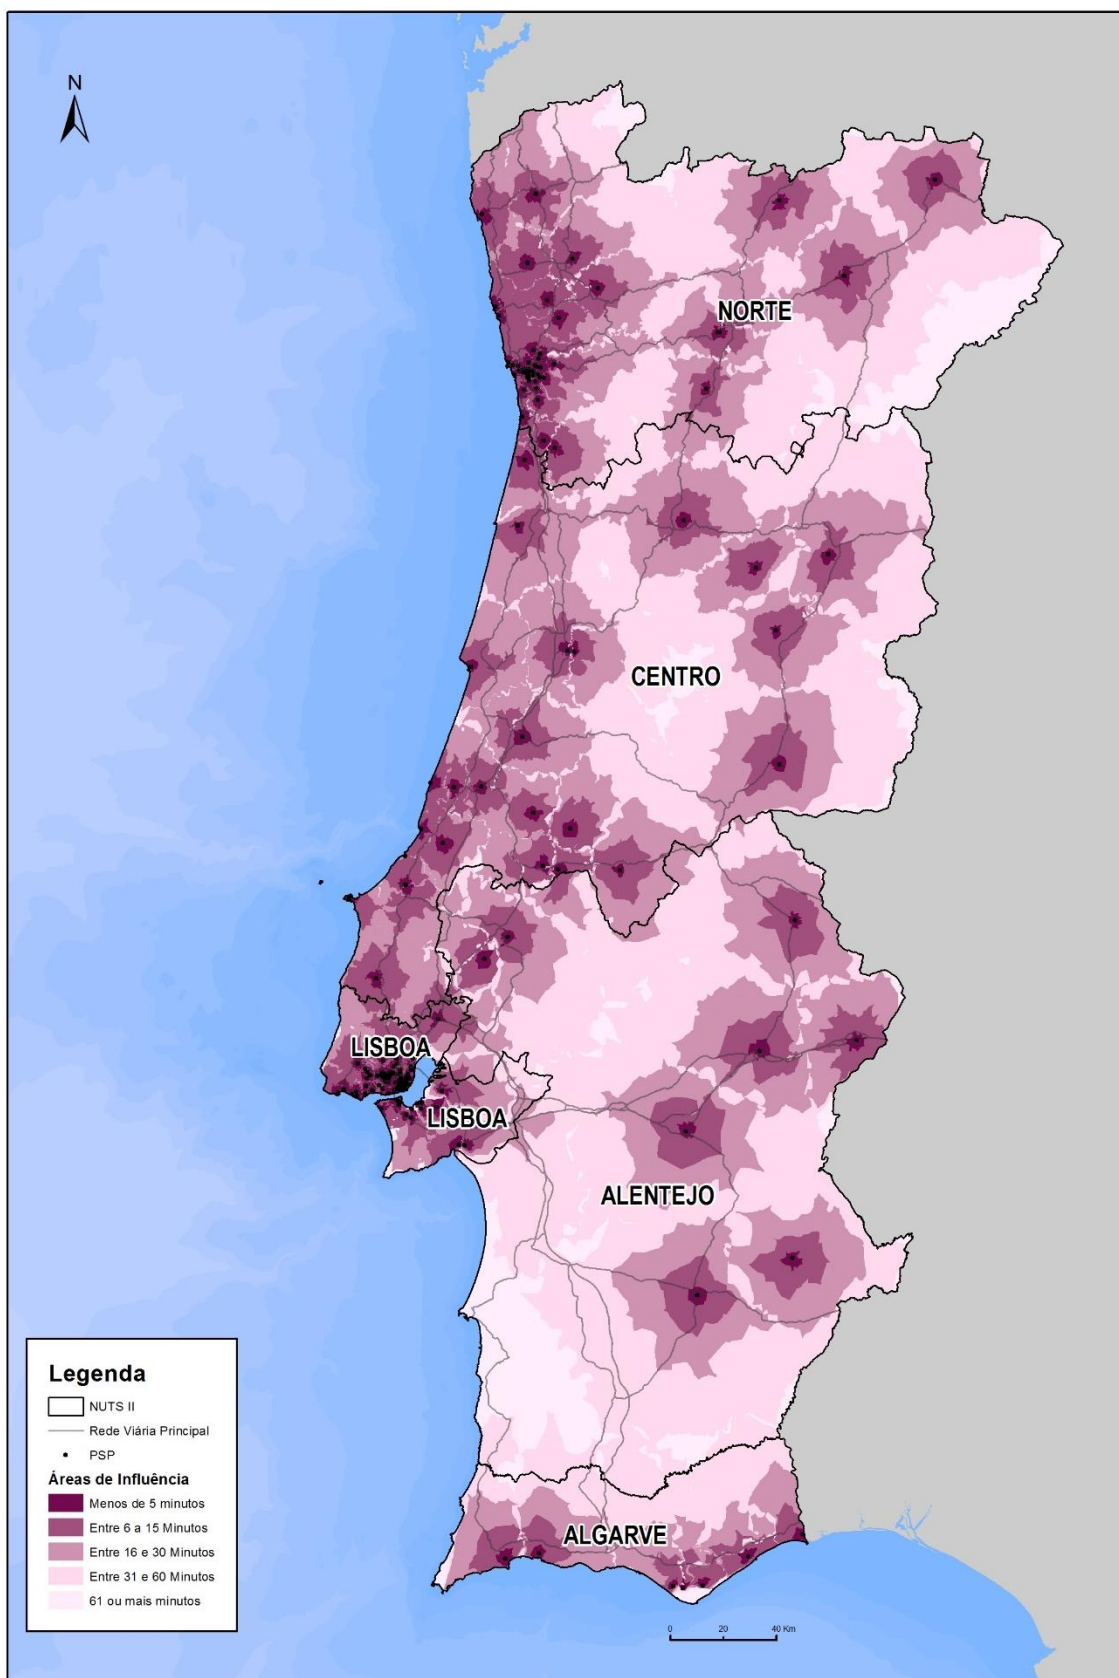 N
NORTE
CENTRO
LISBOA
LISBOA
ALENTEJO
ALGARVE
Legenda
NUTS II
Rede Viária Principal
PSP
Áreas de Influência
Menos de 5 minutos
Entre 6 a 15 Minutos
Entre 16 e 30 Minutos
Entre 31 e 60 Minutos
61 ou mais minutos
0 20 40 Km